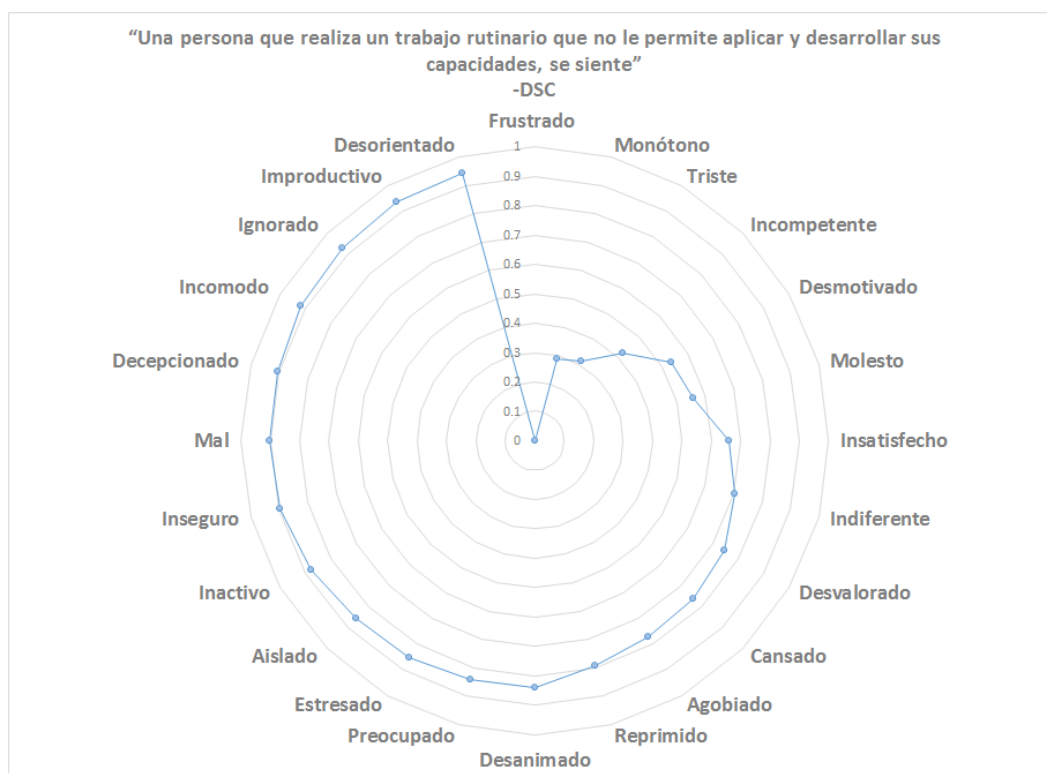 “Una persona que realiza un trabajo rutinario que no le permite aplicar y desarrollar sus
capacidades, se siente”
-DSC
Frustrado
Desorientado
Monótono
Improductivo
Triste
Ignorado
Incompetente
Incomodo
Desmotivado
Decepcionado
Molesto
Mal
Insatisfecho
Inseguro
Indiferente
Inactivo
Desvalorado
Aislado
Cansado
Estresado
Agobiado
Preocupado
Reprimido
Desanimado
1
0.9
0.8
0.7
0.6
0.5
0.4
0.3
0.2
0.1
0